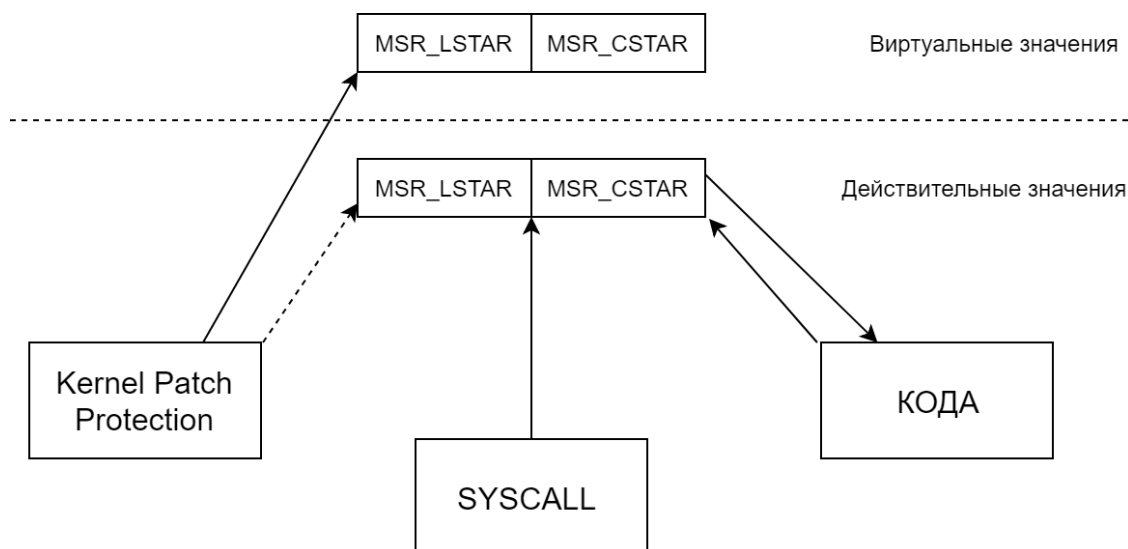 MSR_LSTAR MSR_CSTAR Виртуальные значения
MSR_LSTAR MSR_CSTAR Действительные значения
Kernel Patch
Protection
КОДА
SYSCALL